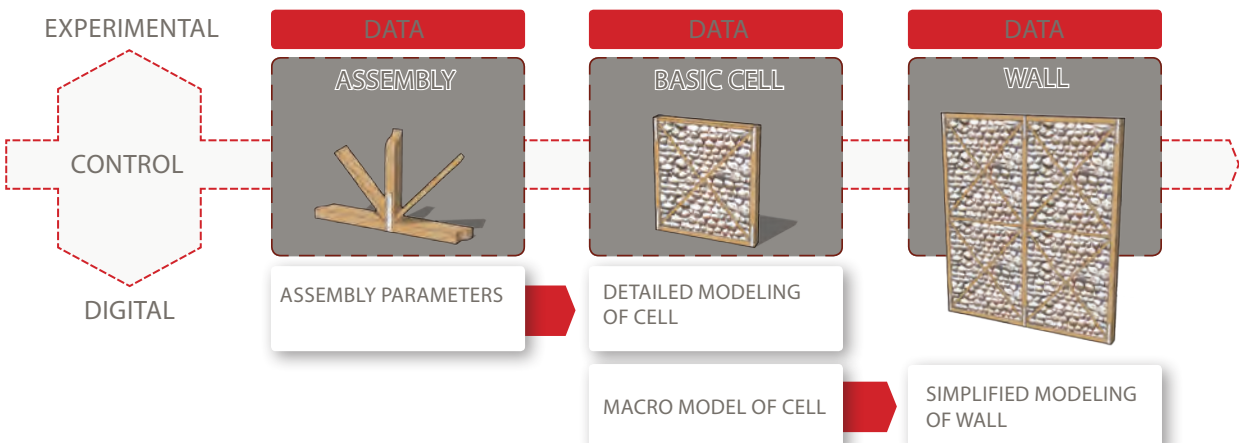 EXPERIMENTAL
DATA
DATA
DATA
ASSEMBLY
BASIC CELL
WALL
CONTROL
DIGITAL
ASSEMBLY PARAMETERS
DETAILED MODELING
OF CELL
MACRO MODEL OF CELL
SIMPLIFIED MODELING
OF WALL